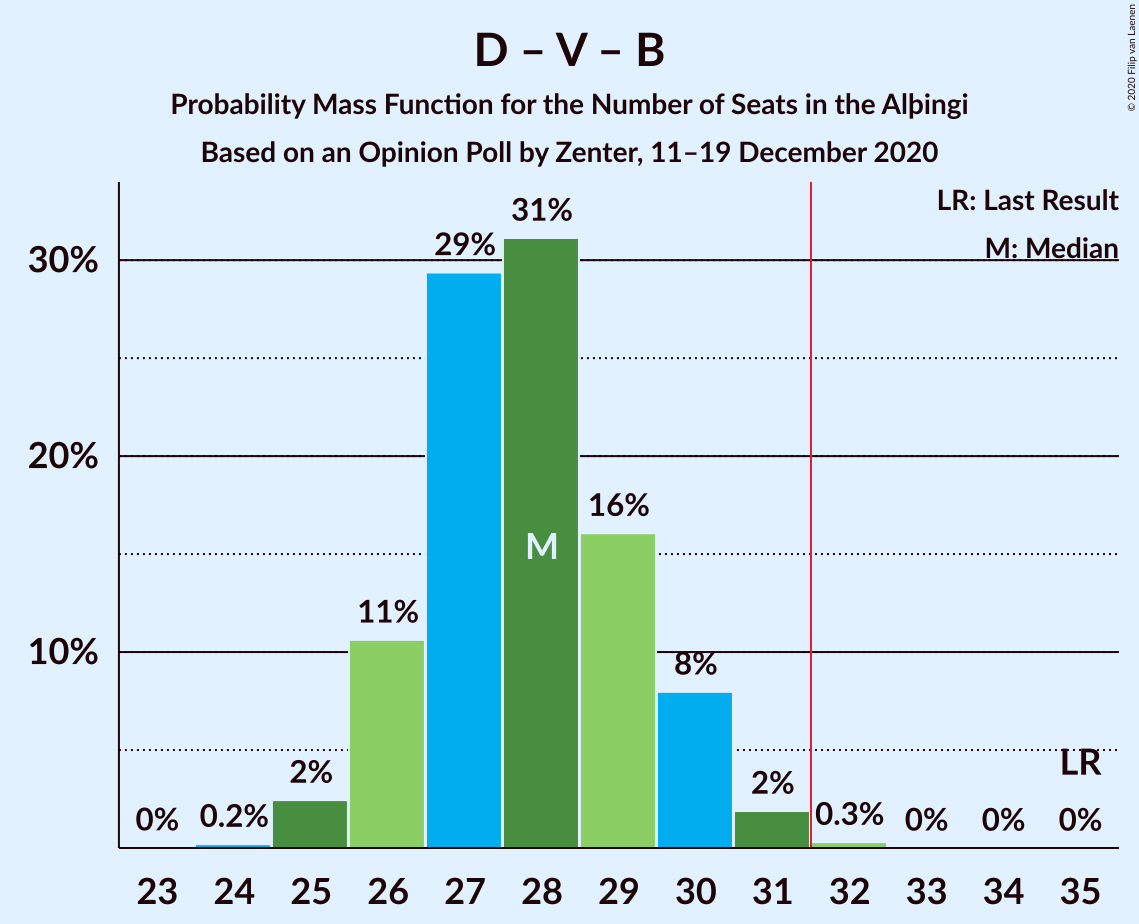 D – V – B
Probability Mass Function for the Number of Seats in the Alþingi
Based on an Opinion Poll by Zenter, 11–19 December 2020
© 2020 Filip van Laenen
LR: Last Result
M: Median
30%
20%
10%
0%
0.2%
2%
11%
29%
31%
16%
8%
2%
0.3%
0%
0%
0%
M
LR
23 24 25 26 27 28 29 30 31 32 33 34 35